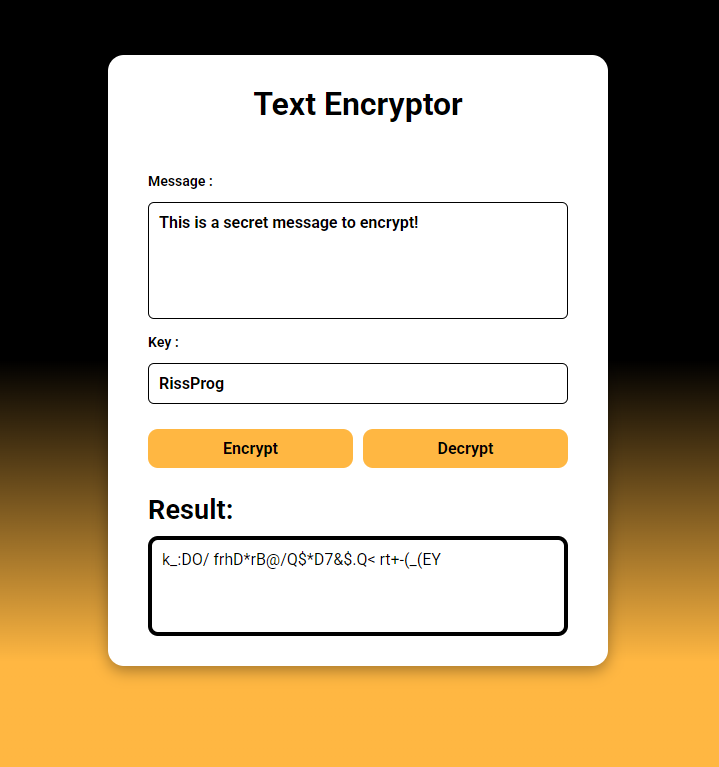 Text Encryptor
Message :
This is a secret message to encrypt!
Key :
RissProg
Encrypt Decrypt
Result:
k_:DO/ frhD*rB@/Q$*D7&$.Q< rt+-(_(EY